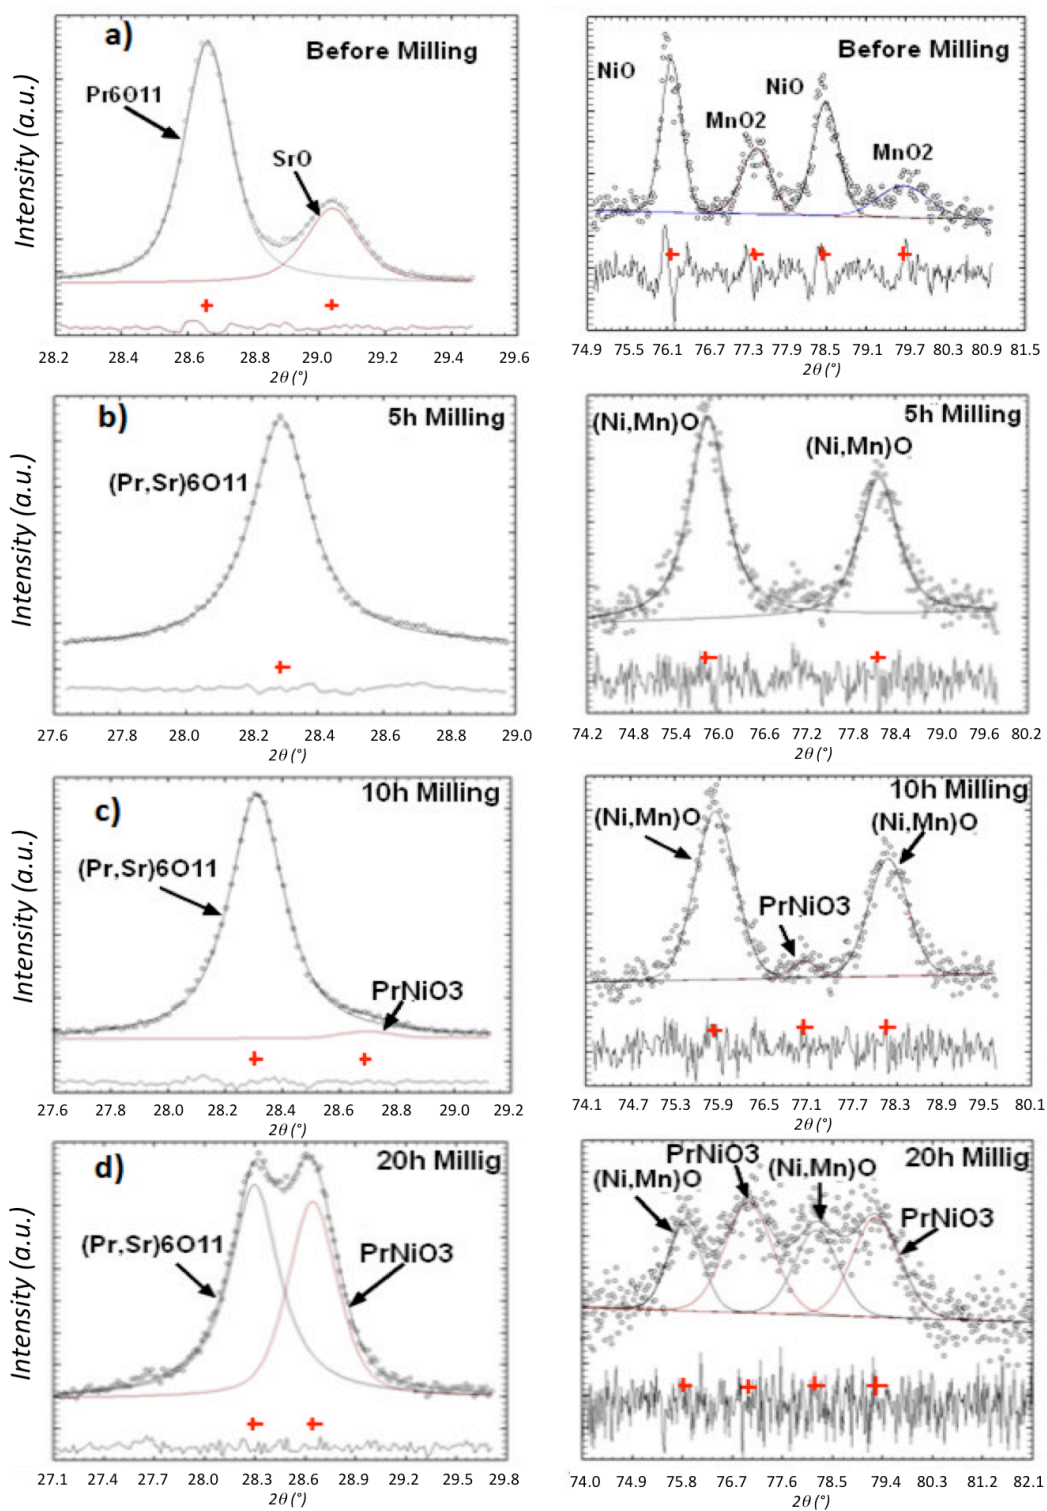 a)
Before Milling
Pr6O11
SrO
Intensity (a.u.)
28.2 28.4 28.6 28.8 29.0 29.2 29.4 29.6
2θ (°)
Before Milling
NiO
NiO
MnO2
MnO2
74.9 75.5 76.1 76.7 77.3 77.9 78.5 79.1 79.7 80.3 80.9 81.5
2θ (°)
b)
5h Milling
(Pr,Sr)6O11
Intensity (a.u.)
27.6 27.8 28.0 28.2 28.4 28.6 28.8 29.0
2θ (°)
5h Milling
(Ni,Mn)O
(Ni,Mn)O
74.2 74.8 75.4 76.0 76.6 77.2 77.8 78.4 79.0 79.6 80.2
2θ (°)
c)
10h Milling
(Pr,Sr)6O11
PrNiO3
Intensity (a.u.)
27.6 27.8 28.0 28.2 28.4 28.6 28.8 29.0 29.2
2θ (°)
10h Milling
(Ni,Mn)O
(Ni,Mn)O
PrNiO3
74.1 74.7 75.3 75.9 76.5 77.1 77.7 78.3 78.9 79.5 80.1
2θ (°)
d)
20h Millig
(Pr,Sr)6O11
PrNiO3
Intensity (a.u.)
27.1 27.4 27.7 28.0 28.3 28.6 28.9 29.2 29.5 29.8
2θ (°)
20h Millig
PrNiO3
(Ni,Mn)O
(Ni,Mn)O
PrNiO3
74.0 74.9 75.8 76.7 77.6 78.5 79.4 80.3 81.2 82.1
2θ (°)